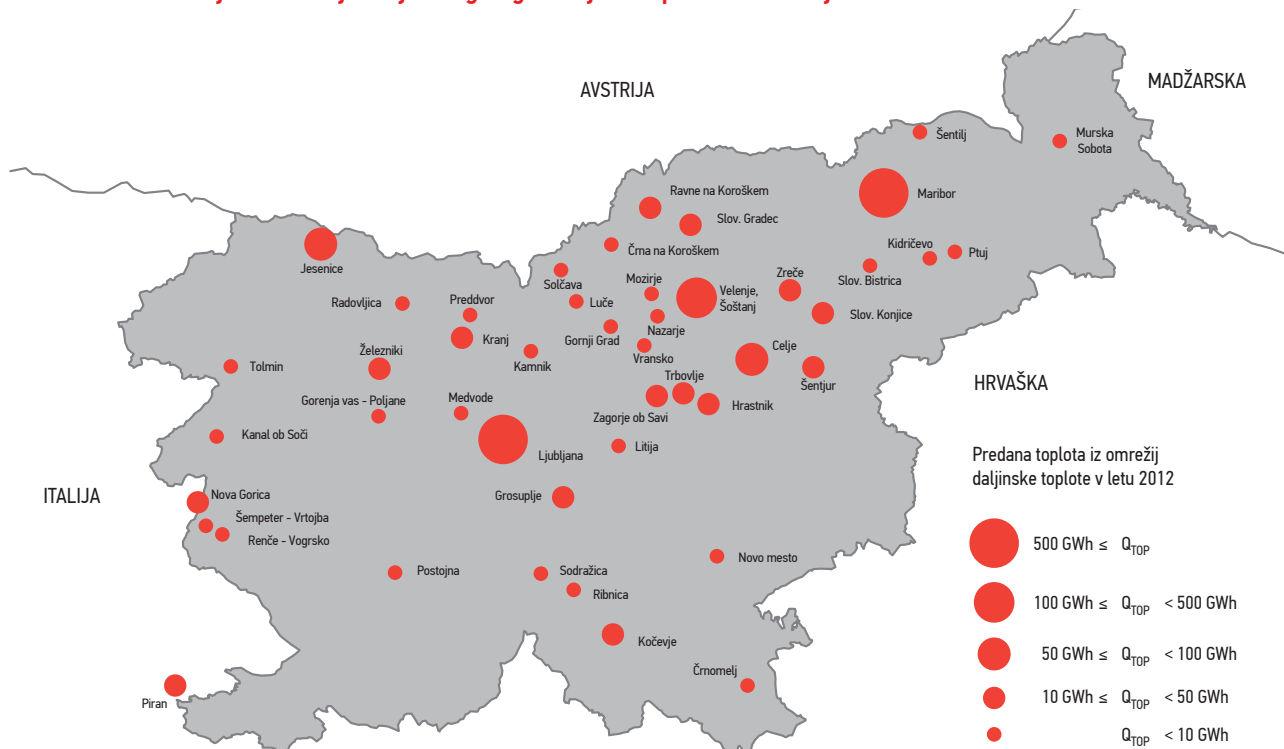 AVSTRIJA
MADŽARSKA
Šentilj
Murska
Sobota
Ravne na Koroškem
Maribor
Slov. Gradec
Črna na Koroškem
Kidričevo
Ptuj
Jesenice
Solčava
Mozirje
Zreče
Slov. Bistrica
Radovljica
Preddvor
Luče
Velenje,
Šoštanj
Slov. Konjice
Gornji Grad
Nazarje
Železniki
Kranj
Kamnik
Vransko
Celje
Tolmin
Trbovlje
Šentjur
HRVAŠKA
Gorenja vas - Poljane
Medvode
Zagorje ob Savi
Hrastnik
Kanal ob Soči
Ljubljana
Litija
Predana toplota iz omrežij
daljinske toplote v letu 2012
ITALIJA
Nova Gorica
Grosuplje
Šempeter - Vrtojba
Renče - Vogrsko
500 GWh ≤ QTOP
Novo mesto
Postojna
Sodražica
Ribnica
100 GWh ≤ QTOP < 500 GWh
Kočevje
50 GWh ≤ QTOP < 100 GWh
Črnomelj
Piran
10 GWh ≤ QTOP < 50 GWh
QTOP < 10 GWh